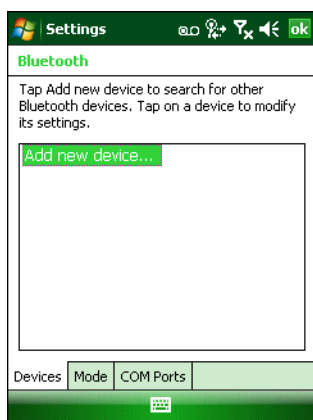 Settings
ok
Bluetooth
Tap Add new device to search for other
Bluetooth devices. Tap on a device to modify
its settings.
Add new device...
Devices Mode COM Ports